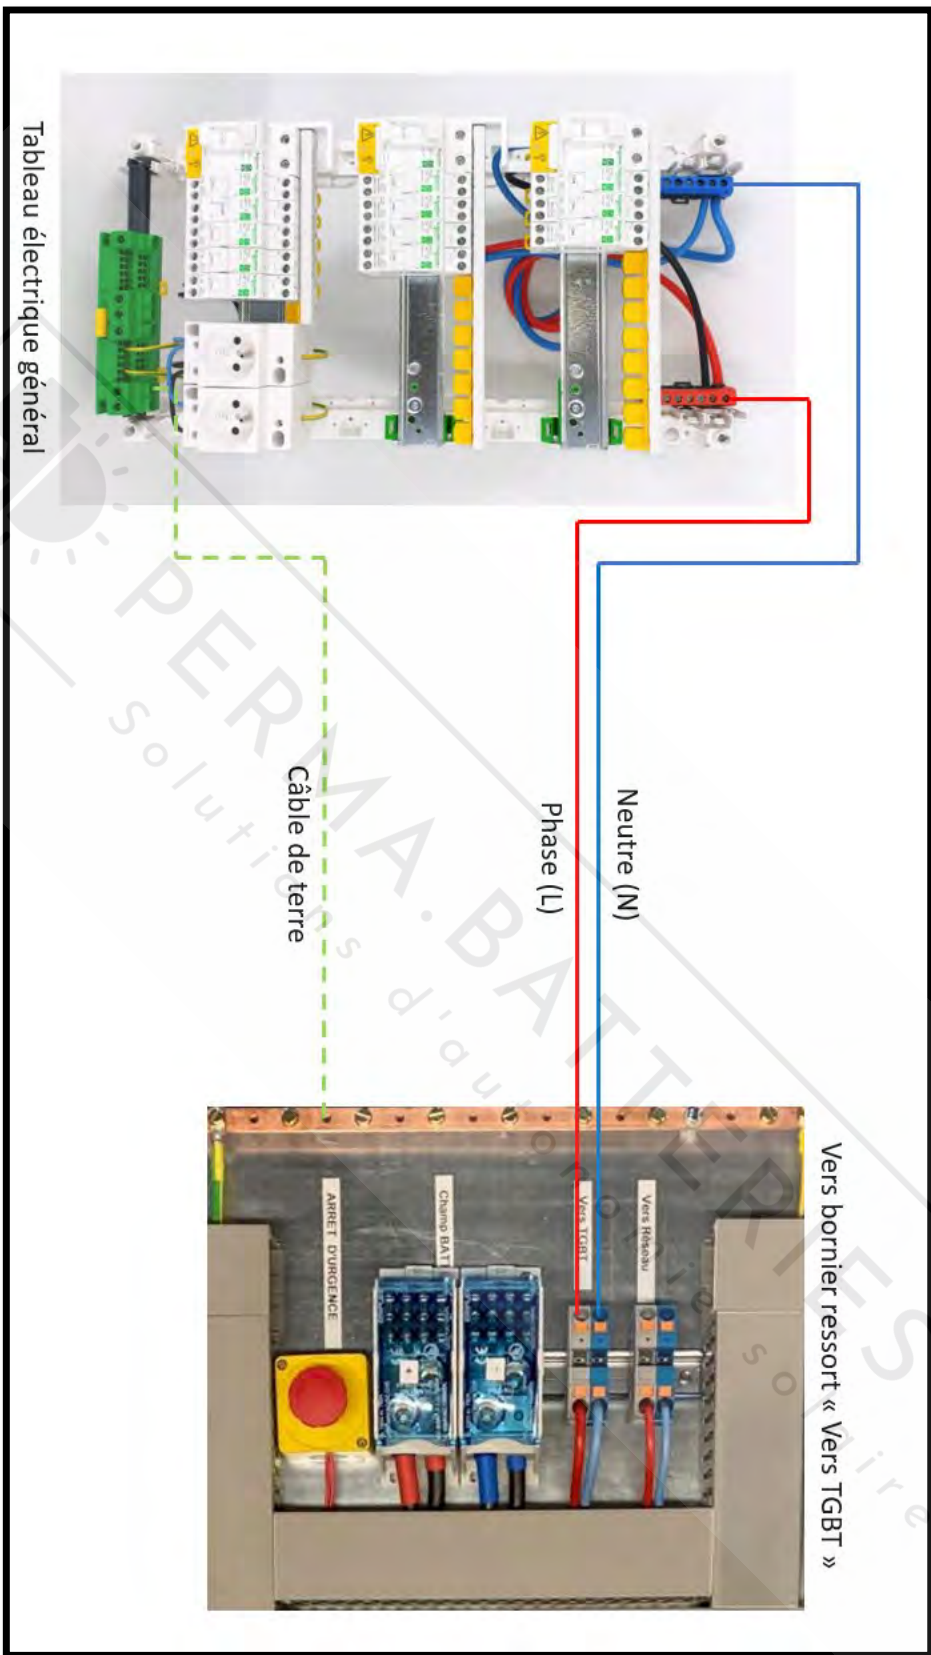 Vers bornier ressort « Vers TGBT »
Neutre (N)
Phase (L)
Câble de terre
Tableau électrique général
Vers Réseau
Vers TGBT
Champ BAT
ARRET D'URGENCE
PERMA.BATTERIES
Solutions d'autonomie solaire